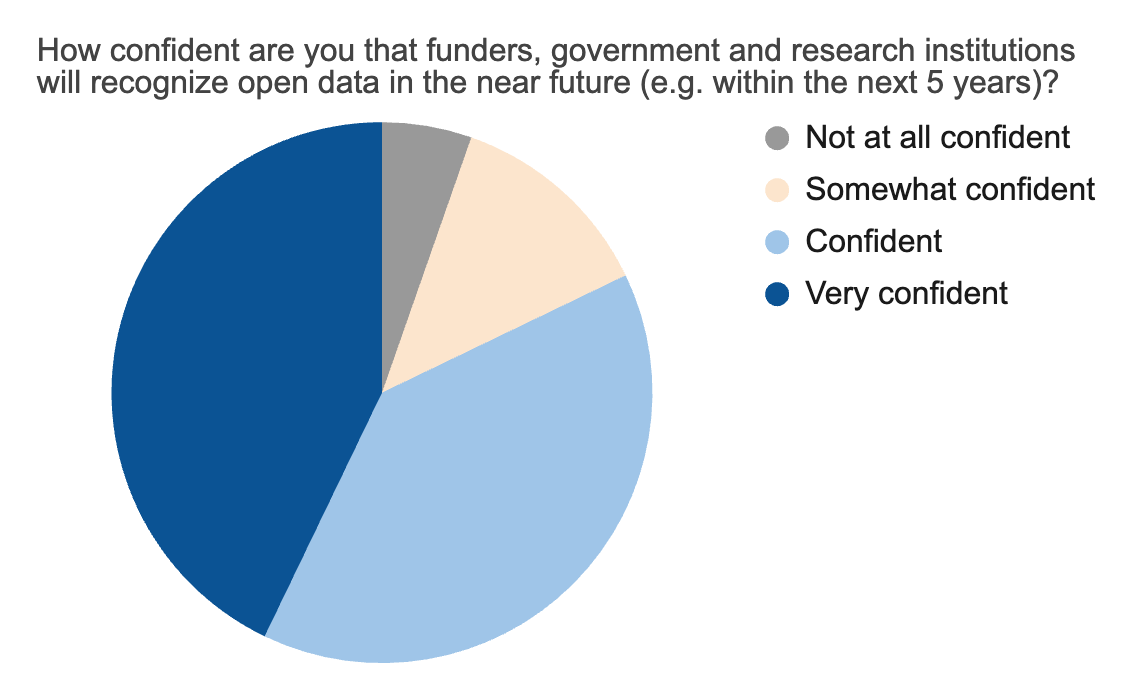 How confident are you that funders, government and research institutions
will recognize open data in the near future (e.g. within the next 5 years)?
Not at all confident
Somewhat confident
Confident
Very confident